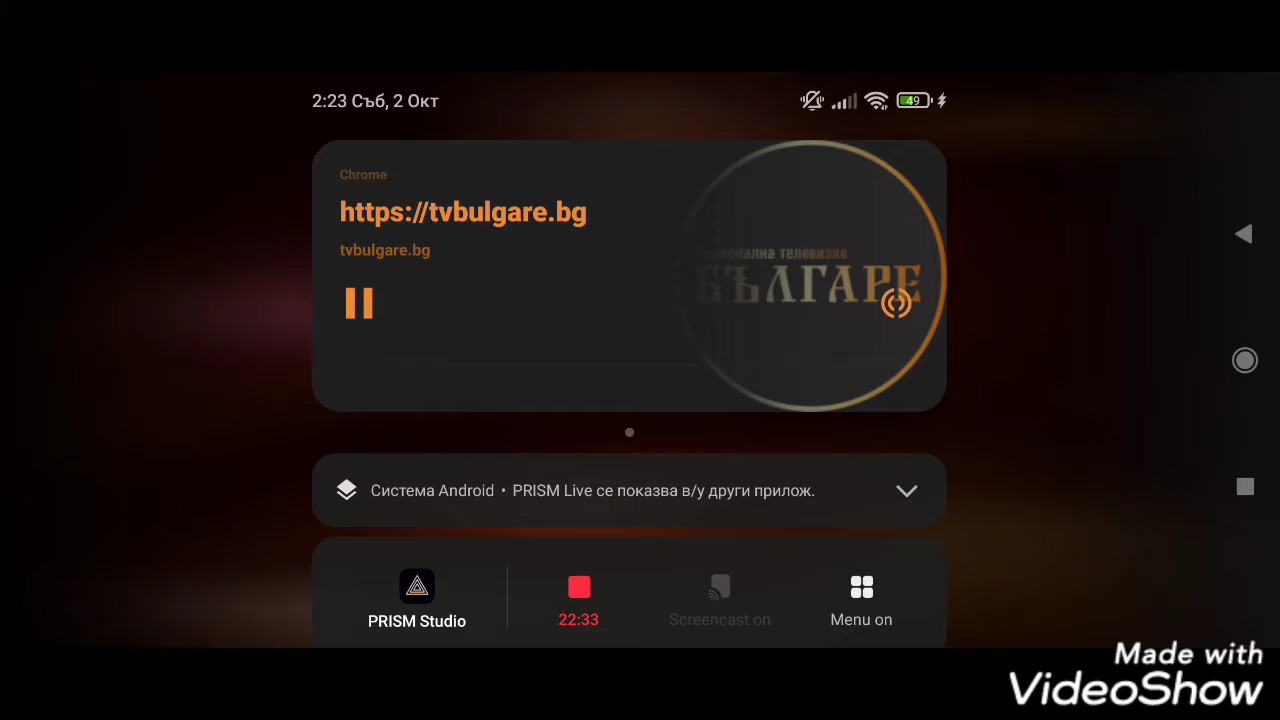 2:23 Съб, 2 Окт
49
Chrome
https://tvbulgare.bg
tvbulgare.bg
БЪЛГАРЕ
Система Android • PRISM Live се показва в/у други прилож.
PRISM Studio
22:33
Screencast on
Menu on
Made with
VideoShow